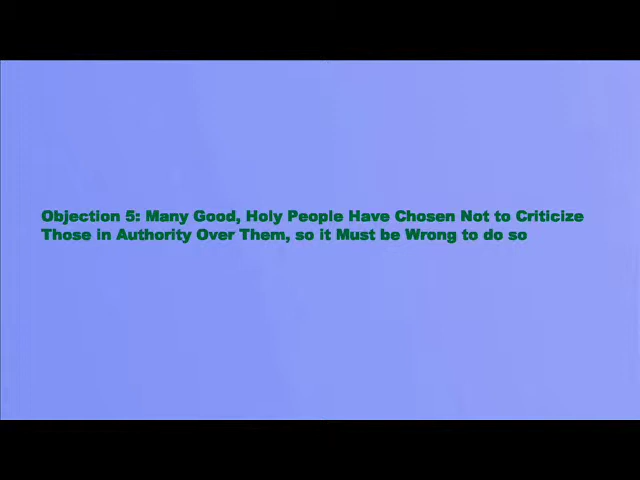 Objection 5: Many Good, Holy People Have Chosen Not to Criticize
Those in Authority Over Them, so it Must be Wrong to do so